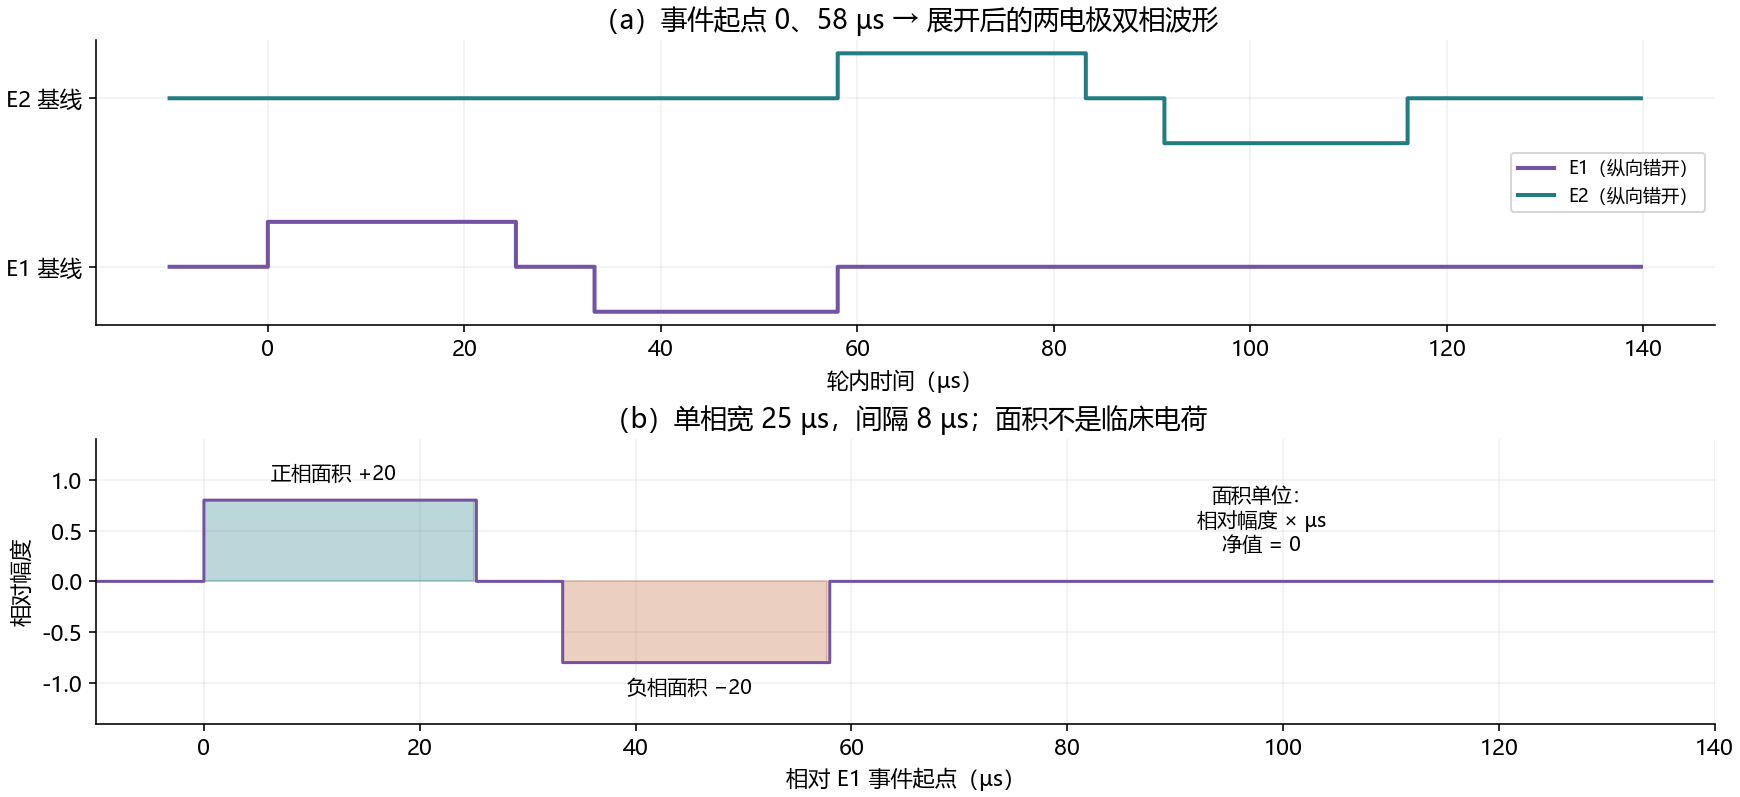 （a）事件起点 0、58 μs → 展开后的两电极双相波形
E2 基线
E1 基线
E1（纵向错开）
E2（纵向错开）
0 20 40 60 80 100 120 140
轮内时间（μs）
（b）单相宽 25 μs，间隔 8 μs；面积不是临床电荷
相对幅度
1.0
0.5
0.0
-0.5
-1.0
正相面积 +20
面积单位：
相对幅度 × μs
净值 = 0
负相面积 −20
0 20 40 60 80 100 120 140
相对 E1 事件起点（μs）